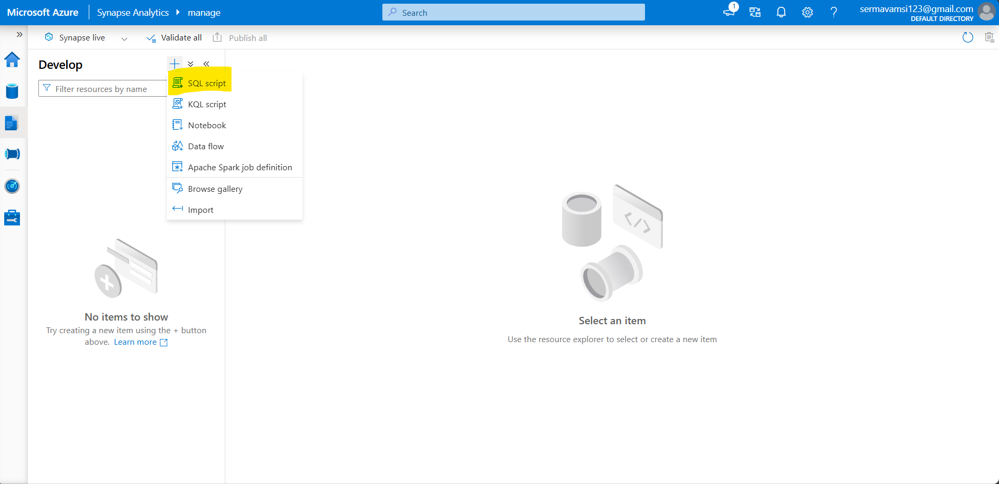 Microsoft Azure
Synapse Analytics
manage
Search
1
sermavamsi123@gmail.com
DEFAULT DIRECTORY
Synapse live
Validate all
Publish all
Develop
Filter resources by name
SQL script
KQL script
Notebook
Data flow
Apache Spark job definition
Browse gallery
Import
No items to show
Try creating a new item using the + button
above. Learn more
Select an item
Use the resource explorer to select or create a new item